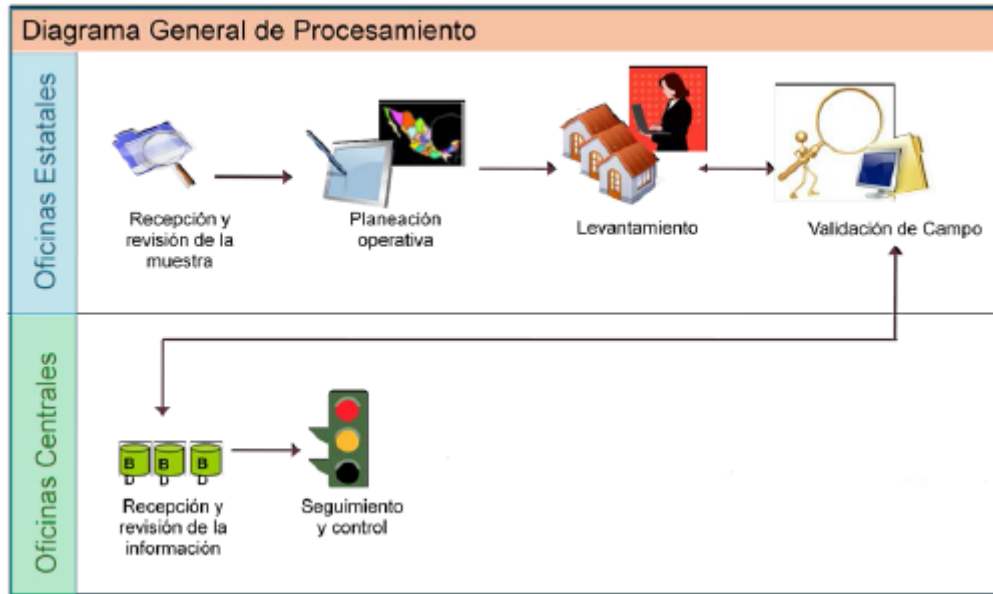 Diagrama General de Procesamiento
Oficinas Estatales
Recepción y
revisión de la
muestra
Planeación
operativa
Levantamiento
Validación de Campo
Oficinas Centrales
B B B
D D D
Recepción y
revisión de la
información
Seguimiento
y control